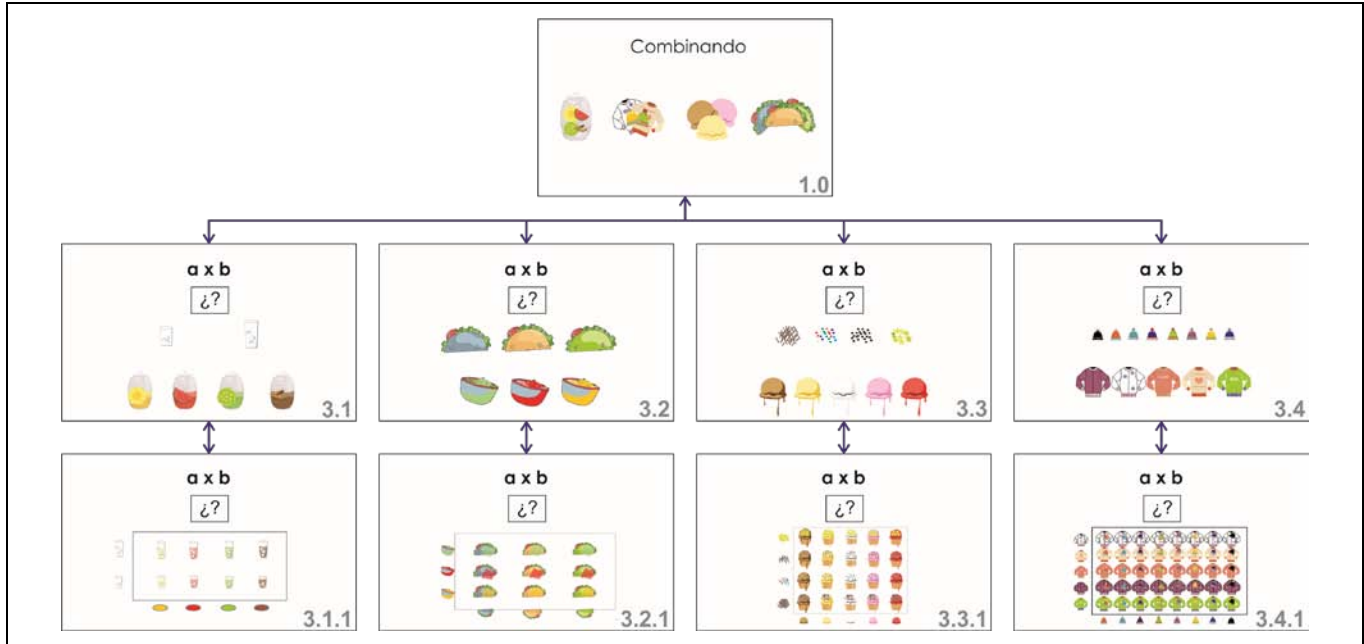 Combinando
1.0
a x b
¿?
3.1
a x b
¿?
3.2
a x b
¿?
3.3
a x b
¿?
3.4
a x b
¿?
3.1.1
a x b
¿?
3.2.1
a x b
¿?
3.3.1
a x b
¿?
3.4.1